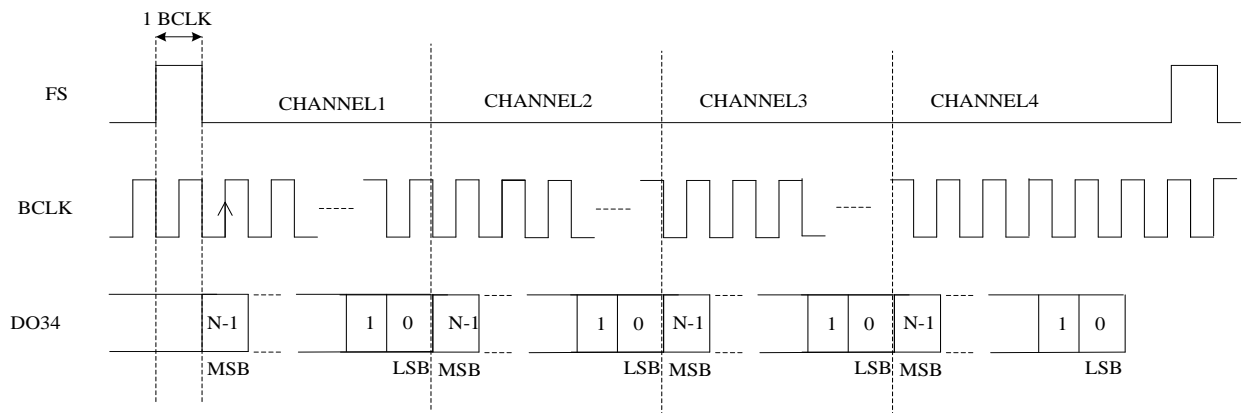 1 BCLK
FS
CHANNEL1 CHANNEL2 CHANNEL3 CHANNEL4
BCLK
DO34
N-1 1 0 N-1 1 0 N-1 1 0 N-1 1 0
MSB LSB MSB LSB MSB LSB MSB LSB